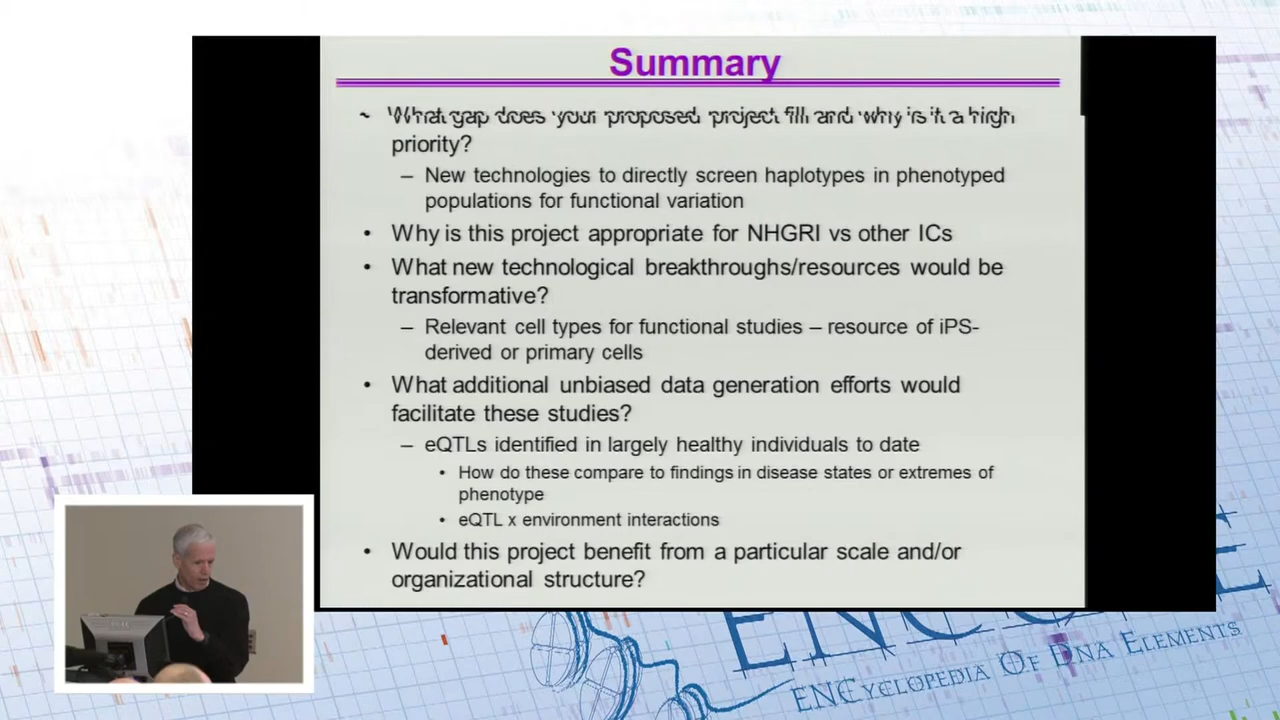 Summary
~ What gap does your proposed project fill and why is it a high
priority?
– New technologies to directly screen haplotypes in phenotyped
populations for functional variation
• Why is this project appropriate for NHGRI vs other ICs
• What new technological breakthroughs/resources would be
transformative?
– Relevant cell types for functional studies – resource of iPS-
derived or primary cells
• What additional unbiased data generation efforts would
facilitate these studies?
– eQTLs identified in largely healthy individuals to date
• How do these compare to findings in disease states or extremes of
phenotype
• eQTL x environment interactions
• Would this project benefit from a particular scale and/or
organizational structure?
ENCYCLOPEDIA OF DNA ELEMENTS